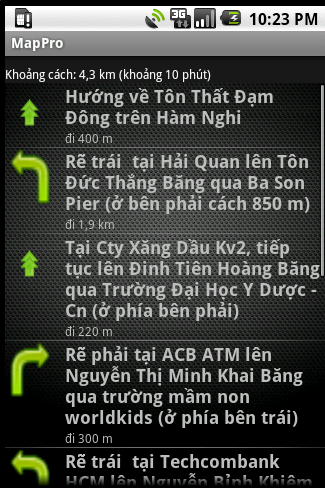 3G
10:23 PM
MapPro
Khoảng cách: 4,3 km (khoảng 10 phút)
Hướng về Tôn Thất Đạm
Đông trên Hàm Nghi
đi 400 m
Rẽ trái  tại Hải Quan lên Tôn
Đức Thắng Băng qua Ba Son
Pier (ở bên phải cách 850 m)
đi 1,9 km
Tại Cty Xăng Dầu Kv2, tiếp
tục lên Đinh Tiên Hoàng Băng
qua Trường Đại Học Y Dược -
Cn (ở phía bên phải)
đi 220 m
Rẽ phải tại ACB ATM lên
Nguyễn Thị Minh Khai Băng
qua trường mầm non
worldkids (ở phía bên trái)
đi 300 m
Rẽ trái  tại Techcombank
HCM lên Nguyễn Bỉnh Khiêm